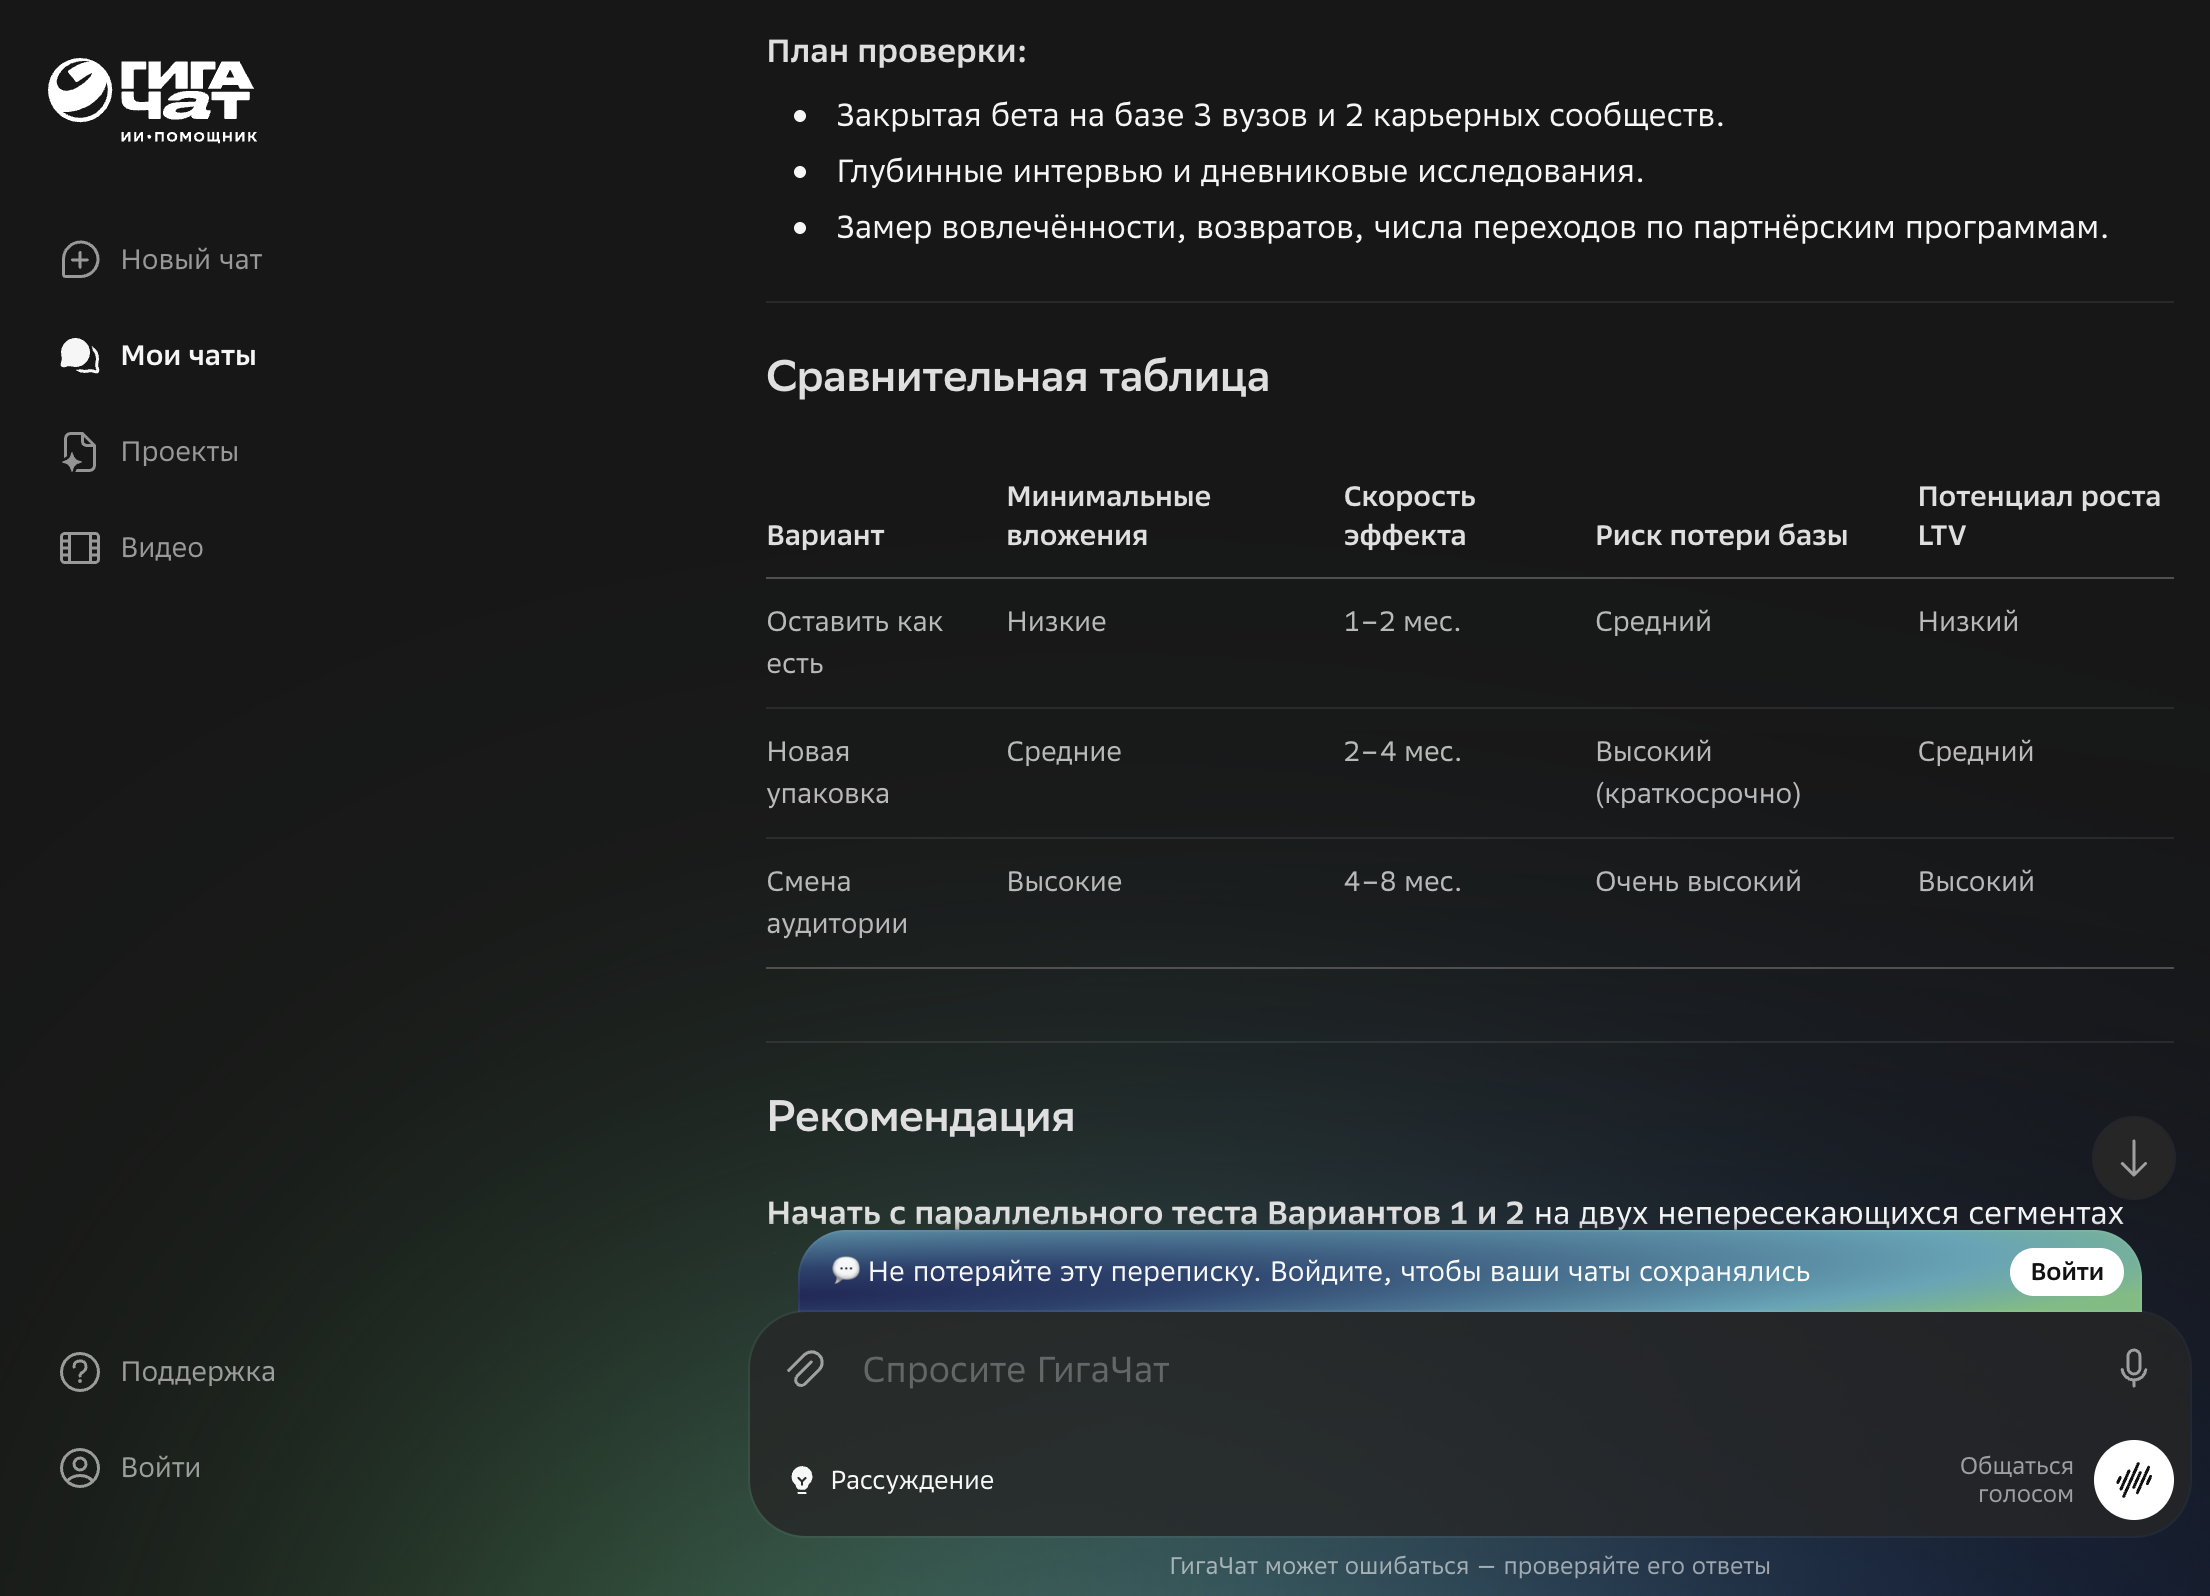 ГИГА
Чат
ИИ•ПОМОЩНИК
Новый чат
Мои чаты
Проекты
Видео
Поддержка
Войти
План проверки:
• Закрытая бета на базе 3 вузов и 2 карьерных сообществ.
• Глубинные интервью и дневниковые исследования.
• Замер вовлечённости, возвратов, числа переходов по партнёрским программам.
Сравнительная таблица
Вариант Минимальные вложения Скорость эффекта Риск потери базы Потенциал роста LTV
Оставить как есть Низкие 1–2 мес. Средний Низкий
Новая упаковка Средние 2–4 мес. Высокий (краткосрочно) Средний
Смена аудитории Высокие 4–8 мес. Очень высокий Высокий
Рекомендация
Начать с параллельного теста Вариантов 1 и 2 на двух непересекающихся сегментах
Не потеряйте эту переписку. Войдите, чтобы ваши чаты сохранялись
Войти
Спросите ГигаЧат
Рассуждение
Общаться
голосом
ГигаЧат может ошибаться — проверяйте его ответы